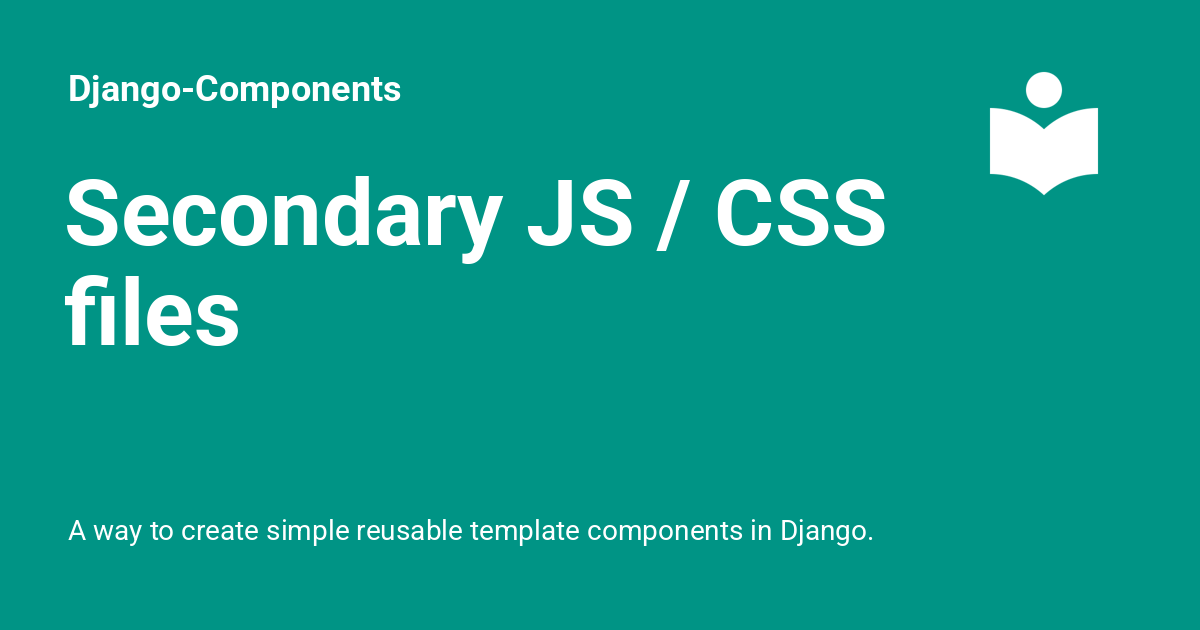 Django-Components
Secondary JS / CSS
files
A way to create simple reusable template components in Django.